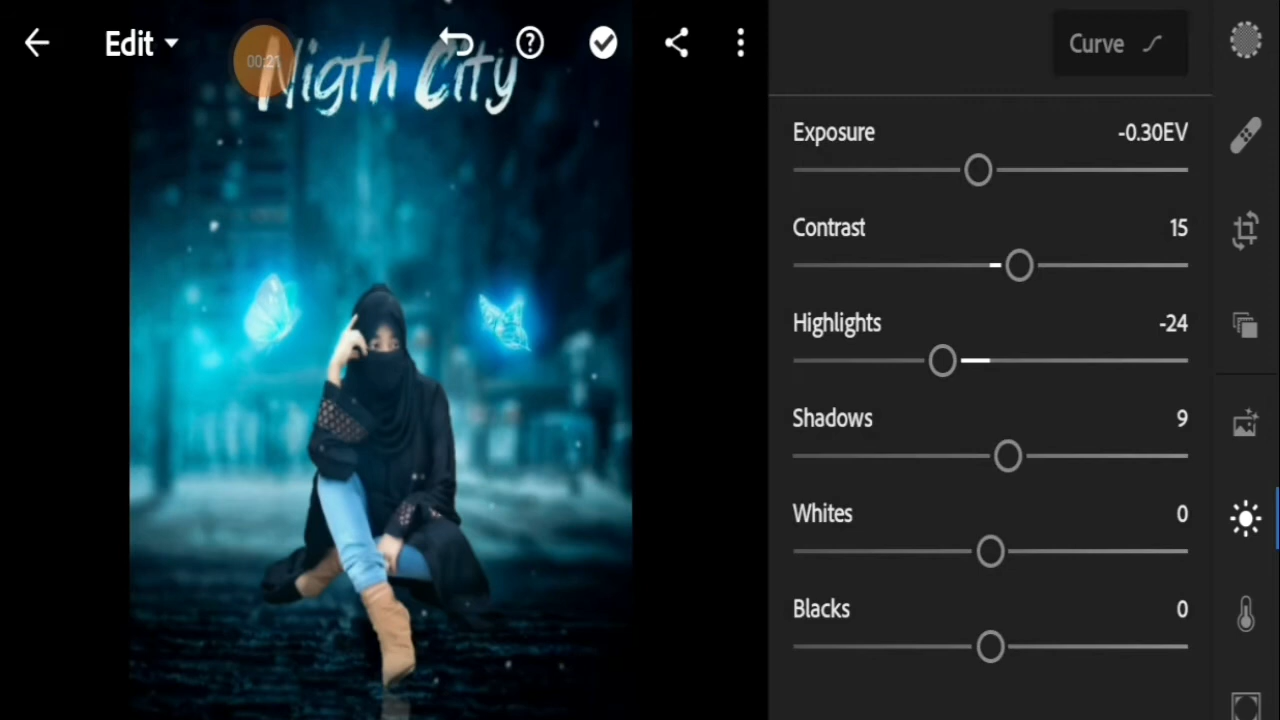 Edit
00:21
Nigth City
Curve
Exposure -0.30EV
Contrast 15
Highlights -24
Shadows 9
Whites 0
Blacks 0